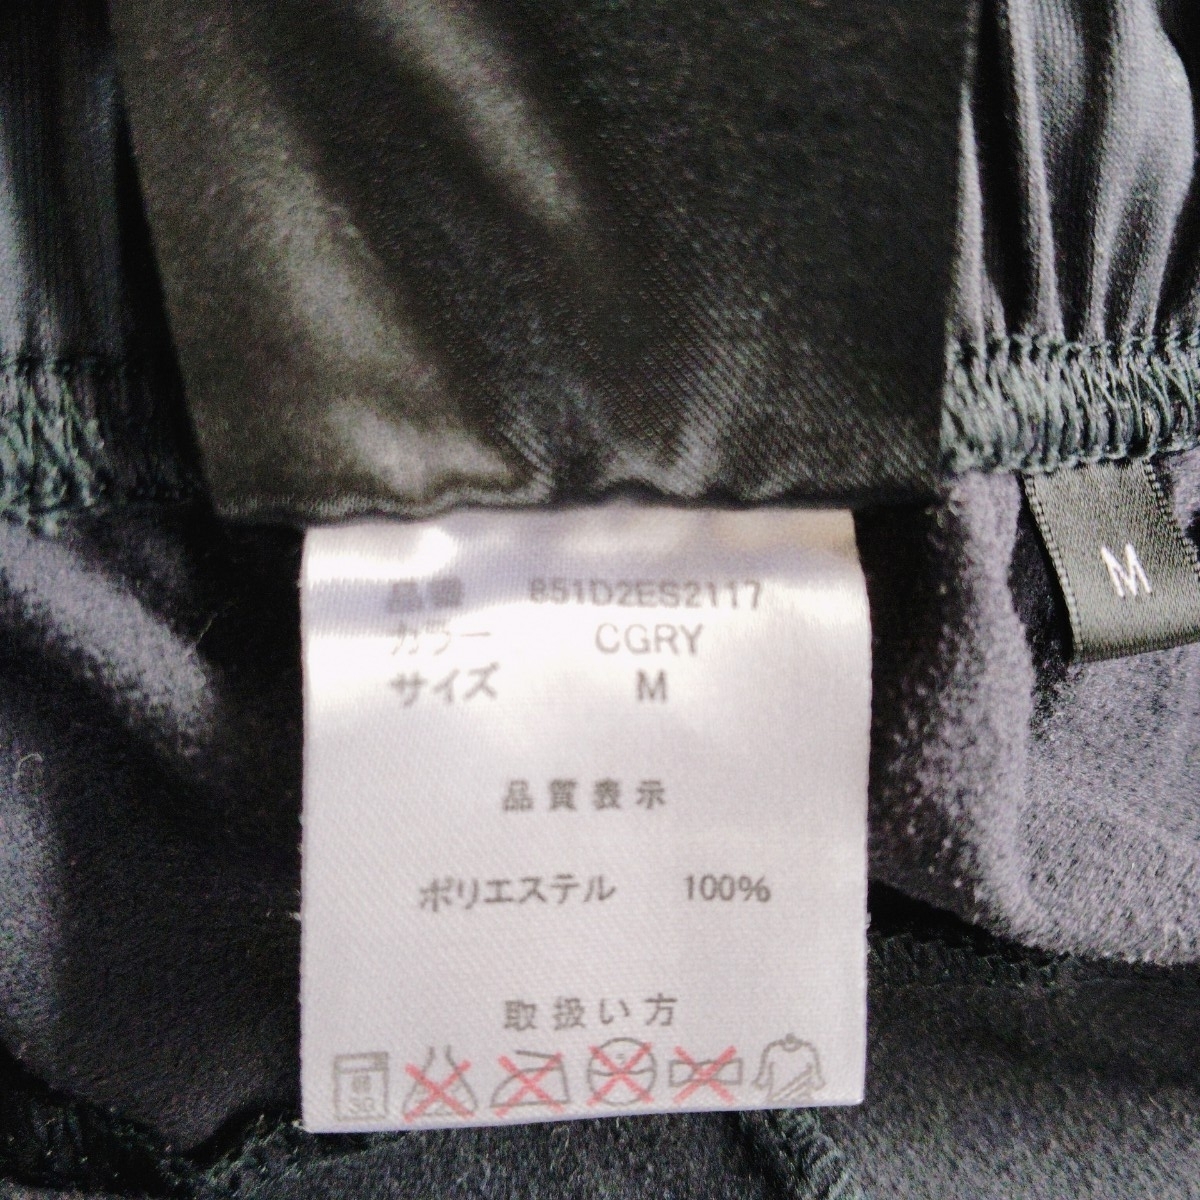 品番 851D2ES2117
カラー CGRY
サイズ M
M
品質表示
ポリエステル 100%
取扱い方